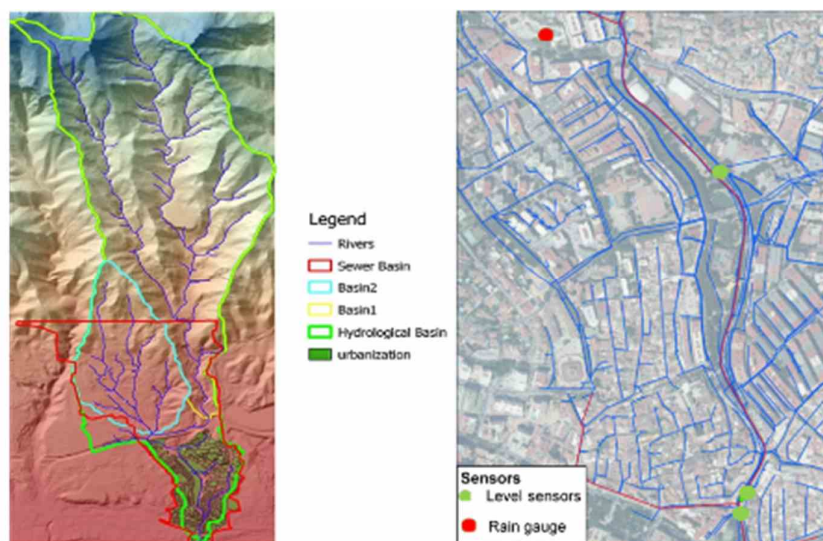 Legend
Rivers
Sewer Basin
Basin2
Basin1
Hydrological Basin
urbanization
Sensors
Level sensors
Rain gauge